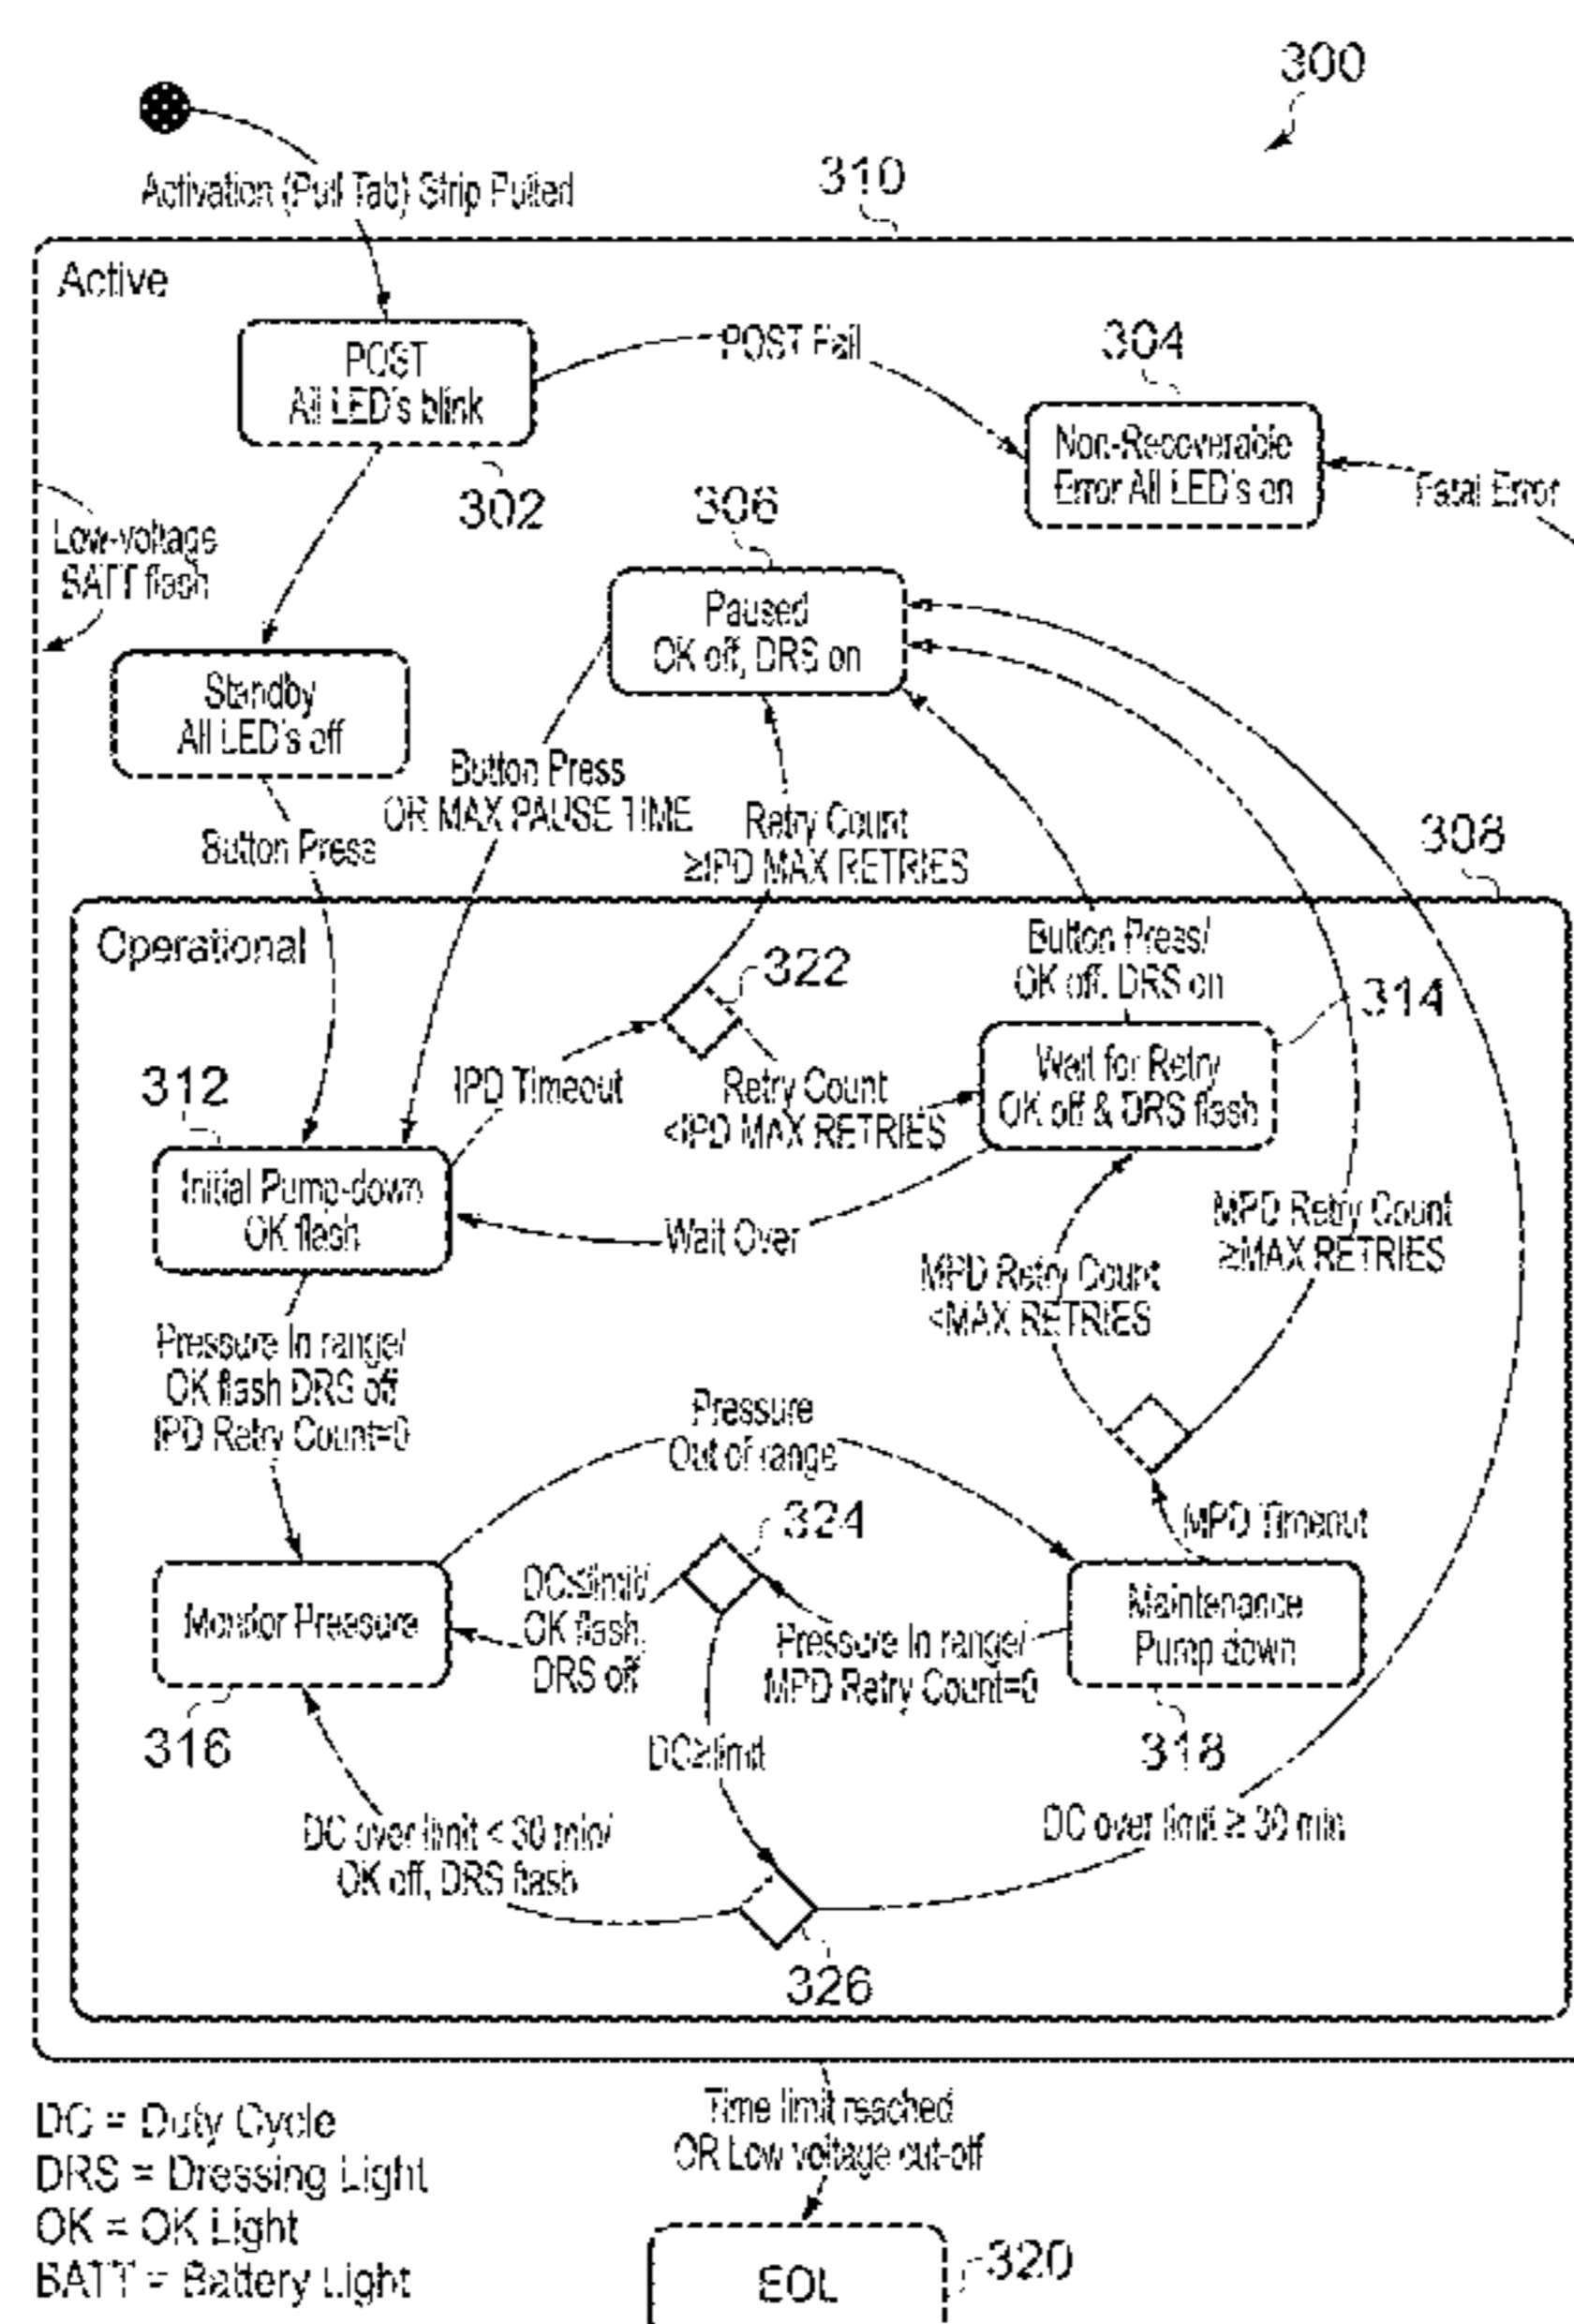 300
Activation (Pull Tab) Strip Pulled
310
Active
POST
All LED's blink
302
POST Fail
304
Non-Recoverable
Error All LED's on
Fatal Error
Low-voltage
BATT flash
306
Paused
OK off, DRS on
Standby
All LED's off
Button Press
Button Press
OR MAX PAUSE TIME
Retry Count
≥IPD MAX RETRIES
308
Operational
322
Button Press/
OK off, DRS on
314
312
IPD Timeout
Retry Count
<IPD MAX RETRIES
Wait for Retry
OK off & DRS flash
Initial Pump-down
OK flash
Wait Over
MPD Retry Count
<MAX RETRIES
MPD Retry Count
≥MAX RETRIES
Pressure In range/
OK flash DRS off
IPD Retry Count=0
Pressure
Out of range
324
MPD Timeout
Monitor Pressure
316
DC≤limit/
OK flash,
DRS off
Pressure In range/
MPD Retry Count=0
Maintenance
Pump down
318
DC≥limit
DC over limit < 30 min/
OK off, DRS flash
DC over limit ≥ 30 min
326
DC = Duty Cycle
DRS = Dressing Light
OK = OK Light
BATT = Battery Light
Time limit reached
OR Low voltage cut-off
EOL
320